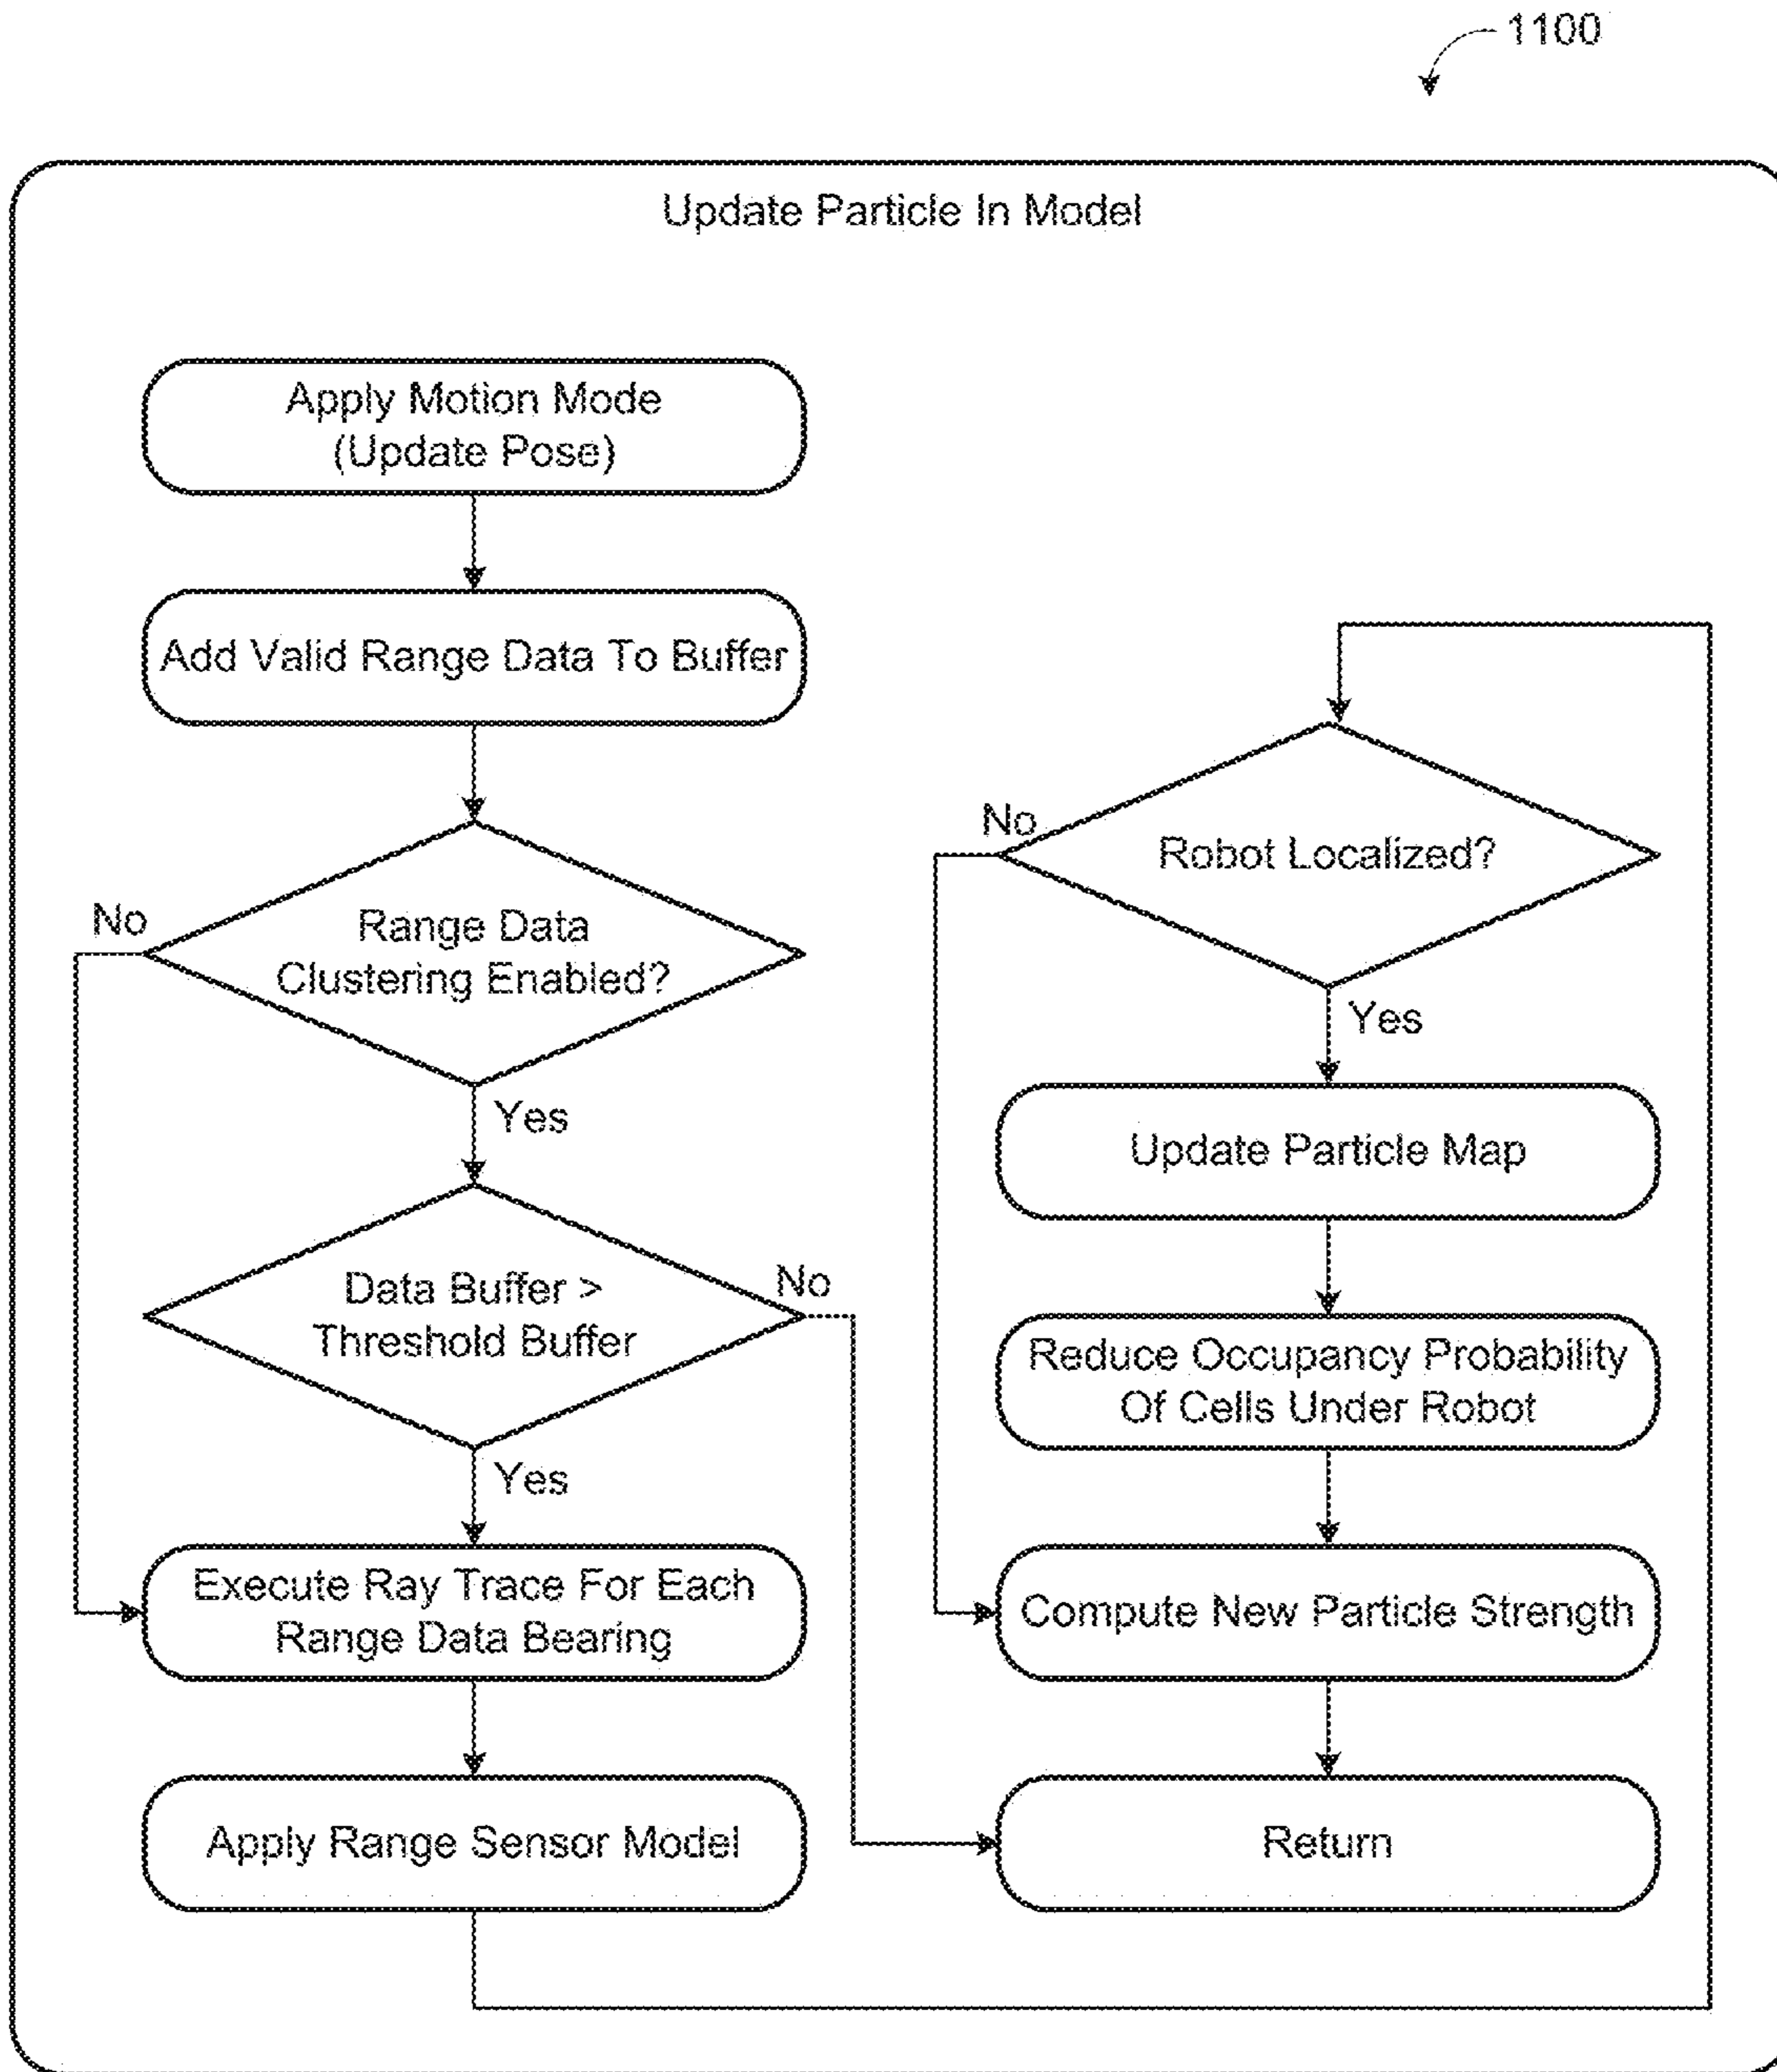 1100
Update Particle In Model
Apply Motion Mode
(Update Pose)
Add Valid Range Data To Buffer
No
Range Data
Clustering Enabled?
Yes
Data Buffer >
Threshold Buffer
No
Yes
Execute Ray Trace For Each
Range Data Bearing
Apply Range Sensor Model
No
Robot Localized?
Yes
Update Particle Map
Reduce Occupancy Probability
Of Cells Under Robot
Compute New Particle Strength
Return